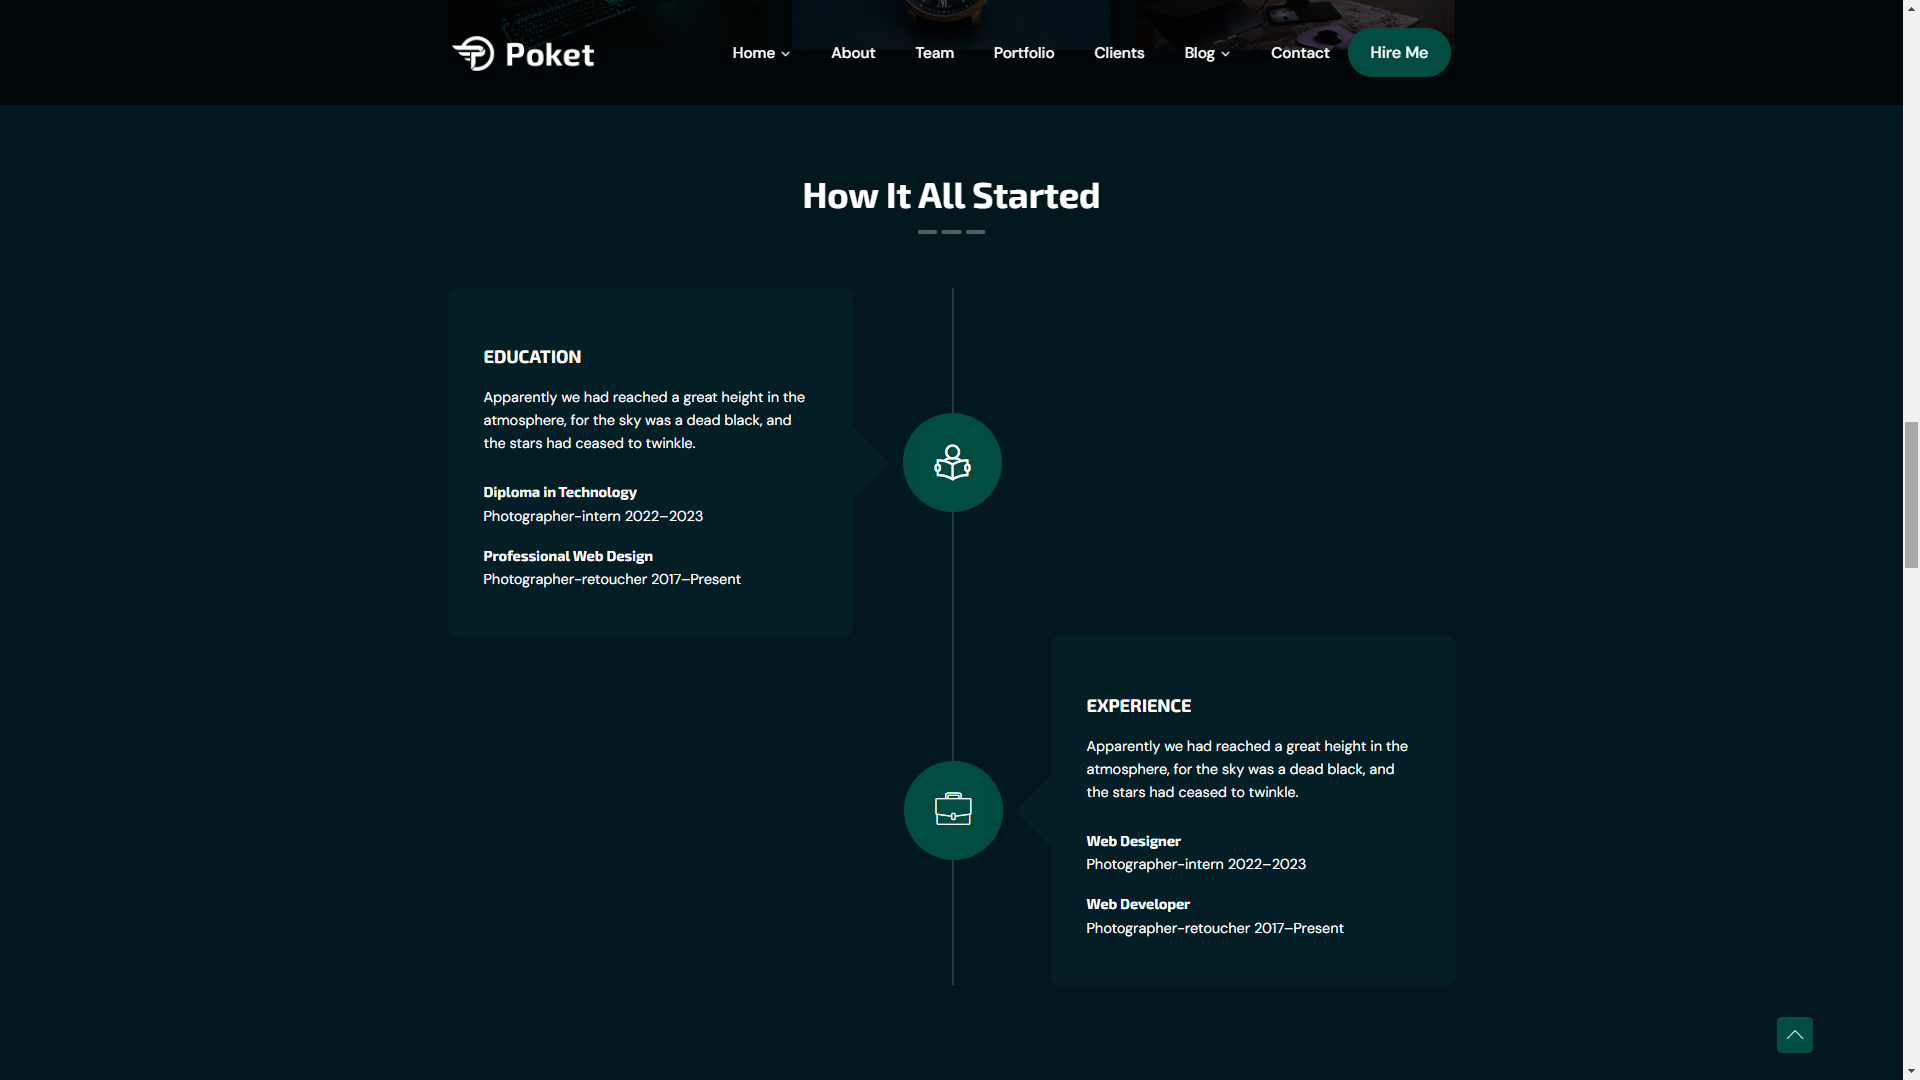 Poket
Home
About
Team
Portfolio
Clients
Blog
Contact
Hire Me
How It All Started
EDUCATION
Apparently we had reached a great height in the
atmosphere, for the sky was a dead black, and
the stars had ceased to twinkle.
Diploma in Technology
Photographer-intern 2022–2023
Professional Web Design
Photographer-retoucher 2017–Present
EXPERIENCE
Apparently we had reached a great height in the
atmosphere, for the sky was a dead black, and
the stars had ceased to twinkle.
Web Designer
Photographer-intern 2022–2023
Web Developer
Photographer-retoucher 2017–Present